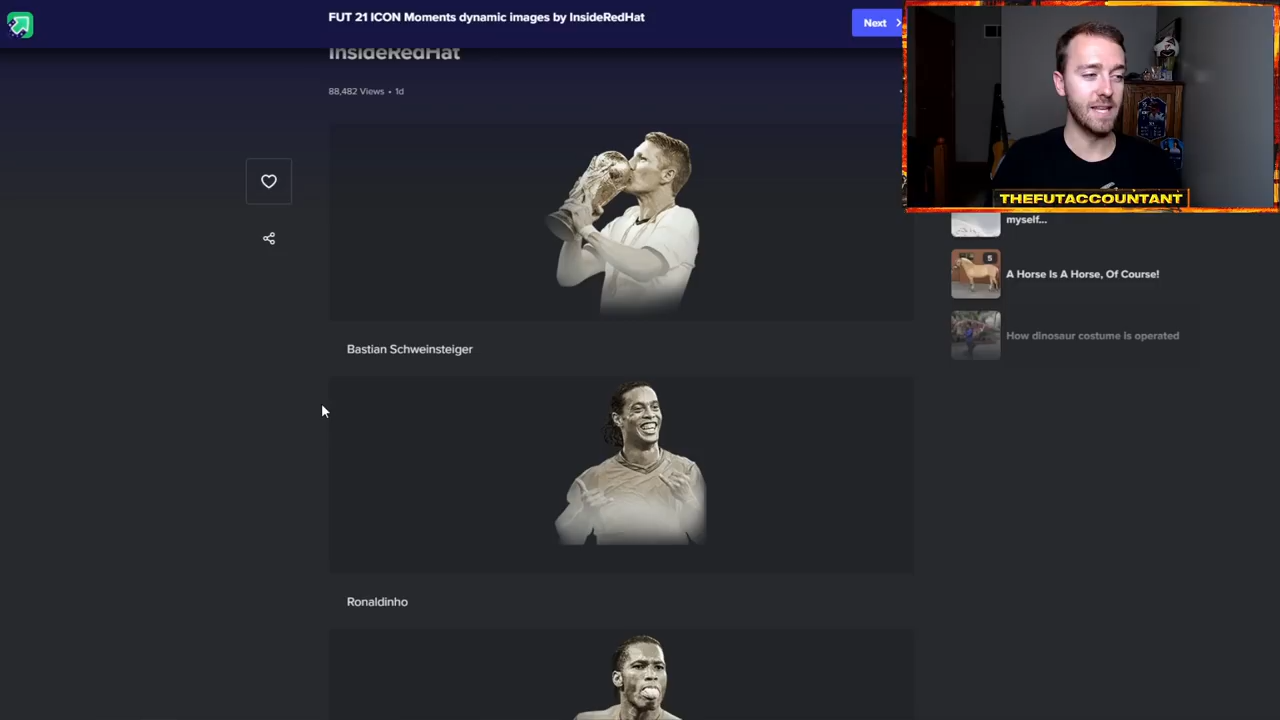 FUT 21 ICON Moments dynamic images by InsideRedHat
Next
InsideRedHat
88,482 Views • 1d
THEFUTACCOUNTANT
myself...
5
A Horse Is A Horse, Of Course!
How dinosaur costume is operated
Bastian Schweinsteiger
Ronaldinho